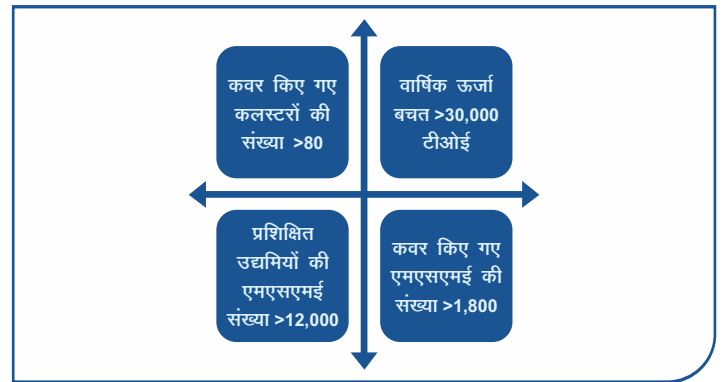 कवर किए गए
कलस्टरों की
संख्या >80
वार्षिक ऊर्जा
बचत >30,000
टीओई
प्रशिक्षित
उद्यमियों की
एमएसएमई
संख्या >12,000
कवर किए गए
एमएसएमई की
संख्या >1,800